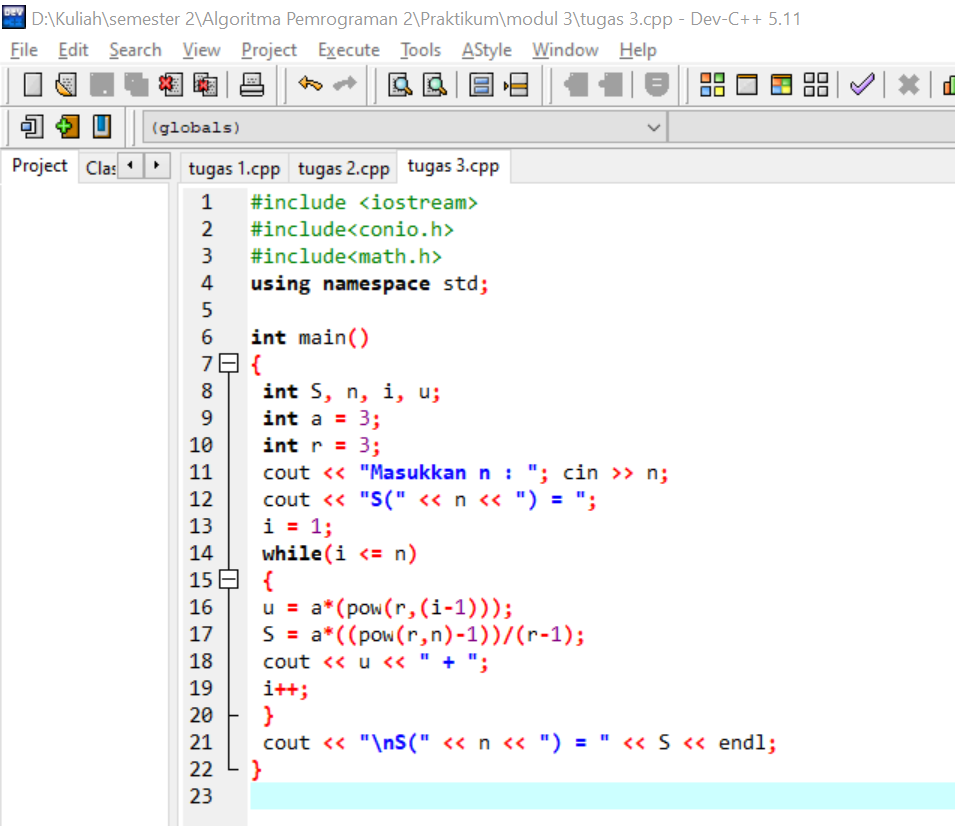 D:\Kuliah\semester 2\Algoritma Pemrograman 2\Praktikum\modul 3\tugas 3.cpp - Dev-C++ 5.11
File Edit Search View Project Execute Tools AStyle Window Help
(globals)
Project Clas tugas 1.cpp tugas 2.cpp tugas 3.cpp
1 #include <iostream>
2 #include<conio.h>
3 #include<math.h>
4 using namespace std;
5
6 int main()
7 {
8 int S, n, i, u;
9 int a = 3;
10 int r = 3;
11 cout << "Masukkan n : "; cin >> n;
12 cout << "S(" << n << ") = ";
13 i = 1;
14 while(i <= n)
15 {
16 u = a*(pow(r,(i-1)));
17 S = a*((pow(r,n)-1))/(r-1);
18 cout << u << " + ";
19 i++;
20 }
21 cout << "\nS(" << n << ") = " << S << endl;
22 }
23